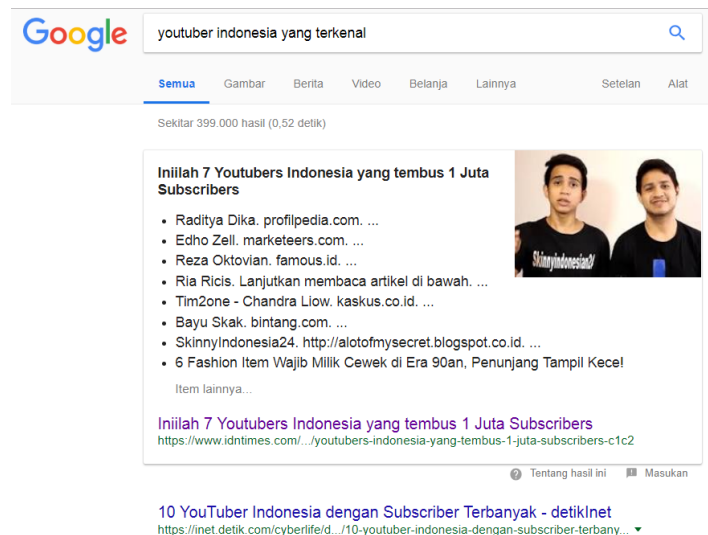 Google
youtuber indonesia yang terkenal
Semua Gambar Berita Video Belanja Lainnya Setelan Alat
Sekitar 399.000 hasil (0,52 detik)
Iniilah 7 Youtubers Indonesia yang tembus 1 Juta
Subscribers
Skinnyindonesian24
• Raditya Dika. profilpedia.com. ...
• Edho Zell. marketeers.com. ...
• Reza Oktovian. famous.id. ...
• Ria Ricis. Lanjutkan membaca artikel di bawah. ...
• Tim2one - Chandra Liow. kaskus.co.id. ...
• Bayu Skak. bintang.com. ...
• SkinnyIndonesia24. http://alotofmysecret.blogspot.co.id. ...
• 6 Fashion Item Wajib Milik Cewek di Era 90an, Penunjang Tampil Kece!
Item lainnya...
Iniilah 7 Youtubers Indonesia yang tembus 1 Juta Subscribers
https://www.idntimes.com/.../youtubers-indonesia-yang-tembus-1-juta-subscribers-c1c2
Tentang hasil ini Masukan
10 YouTuber Indonesia dengan Subscriber Terbanyak - detikInet
https://inet.detik.com/cyberlife/d.../10-youtuber-indonesia-dengan-subscriber-terbany...